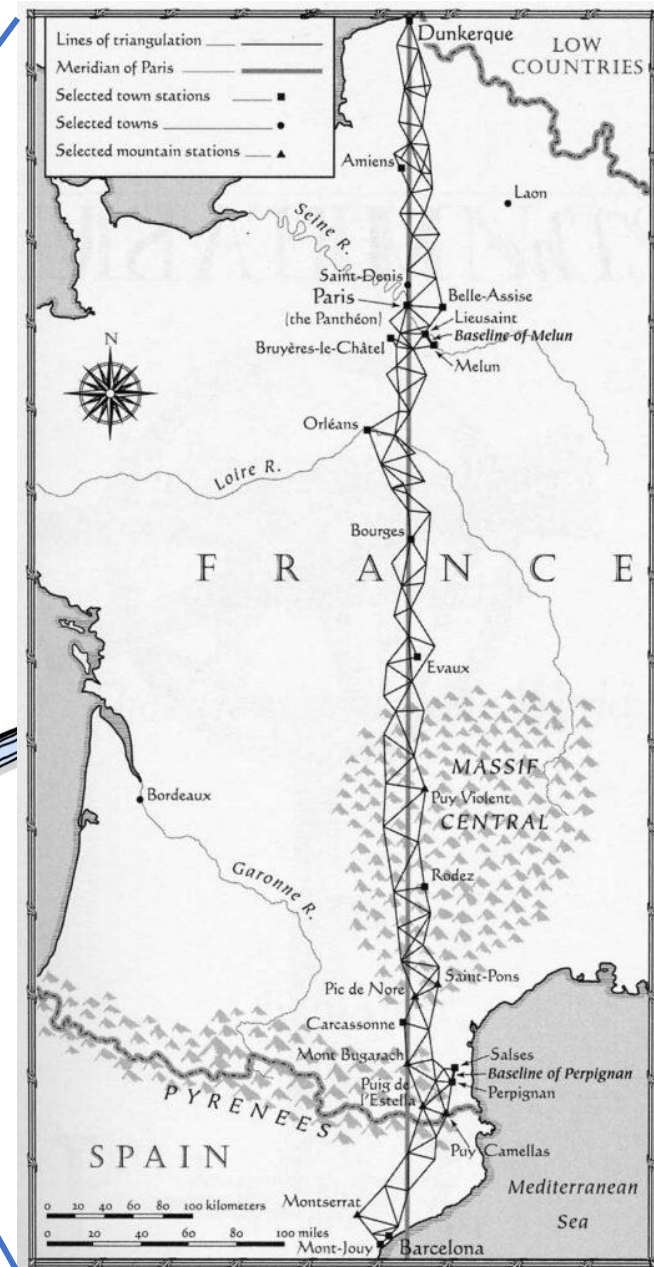 Lines of triangulation
Meridian of Paris
Selected town stations
Selected towns
Selected mountain stations
Dunkerque
LOW
COUNTRIES
Amiens
Laon
Seine R.
Saint-Denis
Paris
(the Panthéon)
Belle-Assise
Lieusaint
Baseline of Melun
Bruyères-le-Châtel
Melun
N
Orléans
Loire R.
Bourges
FRANCE
Evaux
MASSIF
CENTRAL
Puy Violent
Bordeaux
Rodez
Garonne R.
Saint-Pons
Pic de Nore
Carcassonne
Mont Bugarach
Salses
Baseline of Perpignan
Perpignan
Puig de
l'Estella
PYRENEES
Puy Camellas
SPAIN
Mediterranean
Sea
Montserrat
0 20 40 60 80 100 kilometers
0 20 40 60 80 100 miles
Mont-Jouy
Barcelona